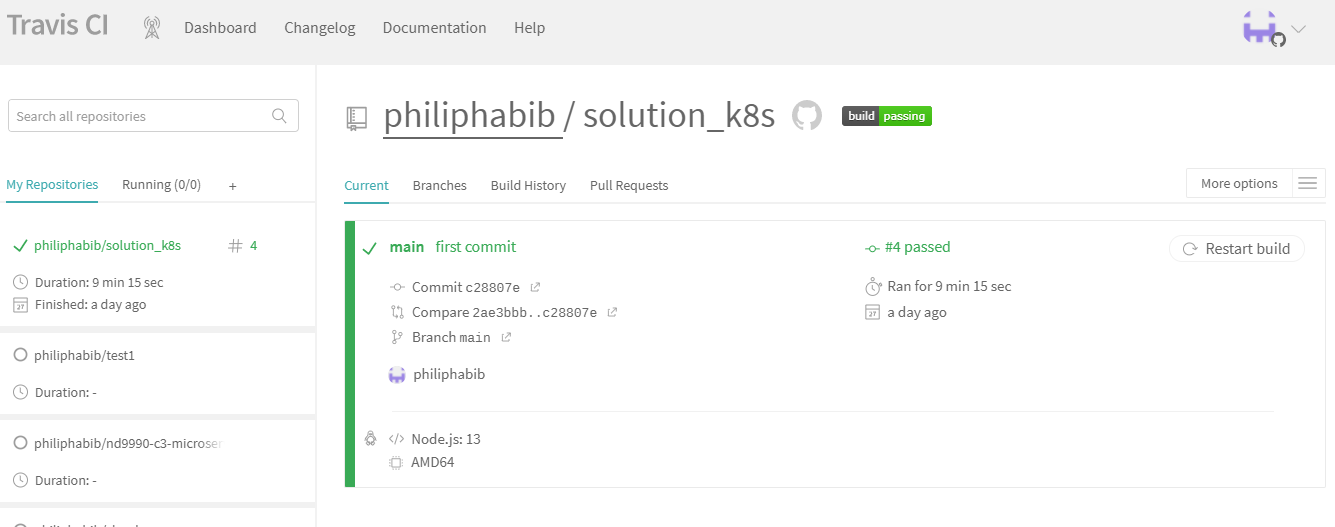 Travis CI
Dashboard
Changelog
Documentation
Help
Search all repositories
My Repositories
Running (0/0)
+
philiphabib/solution_k8s
# 4
Duration: 9 min 15 sec
27
Finished: a day ago
philiphabib/test1
Duration: -
philiphabib/nd9990-c3-microser
Duration: -
philiphabib / solution_k8s
build passing
Current
Branches
Build History
Pull Requests
More options
main first commit
#4 passed
Restart build
Commit c28807e
Ran for 9 min 15 sec
Compare 2ae3bbb..c28807e
27
a day ago
Branch main
philiphabib
</> Node.js: 13
AMD64